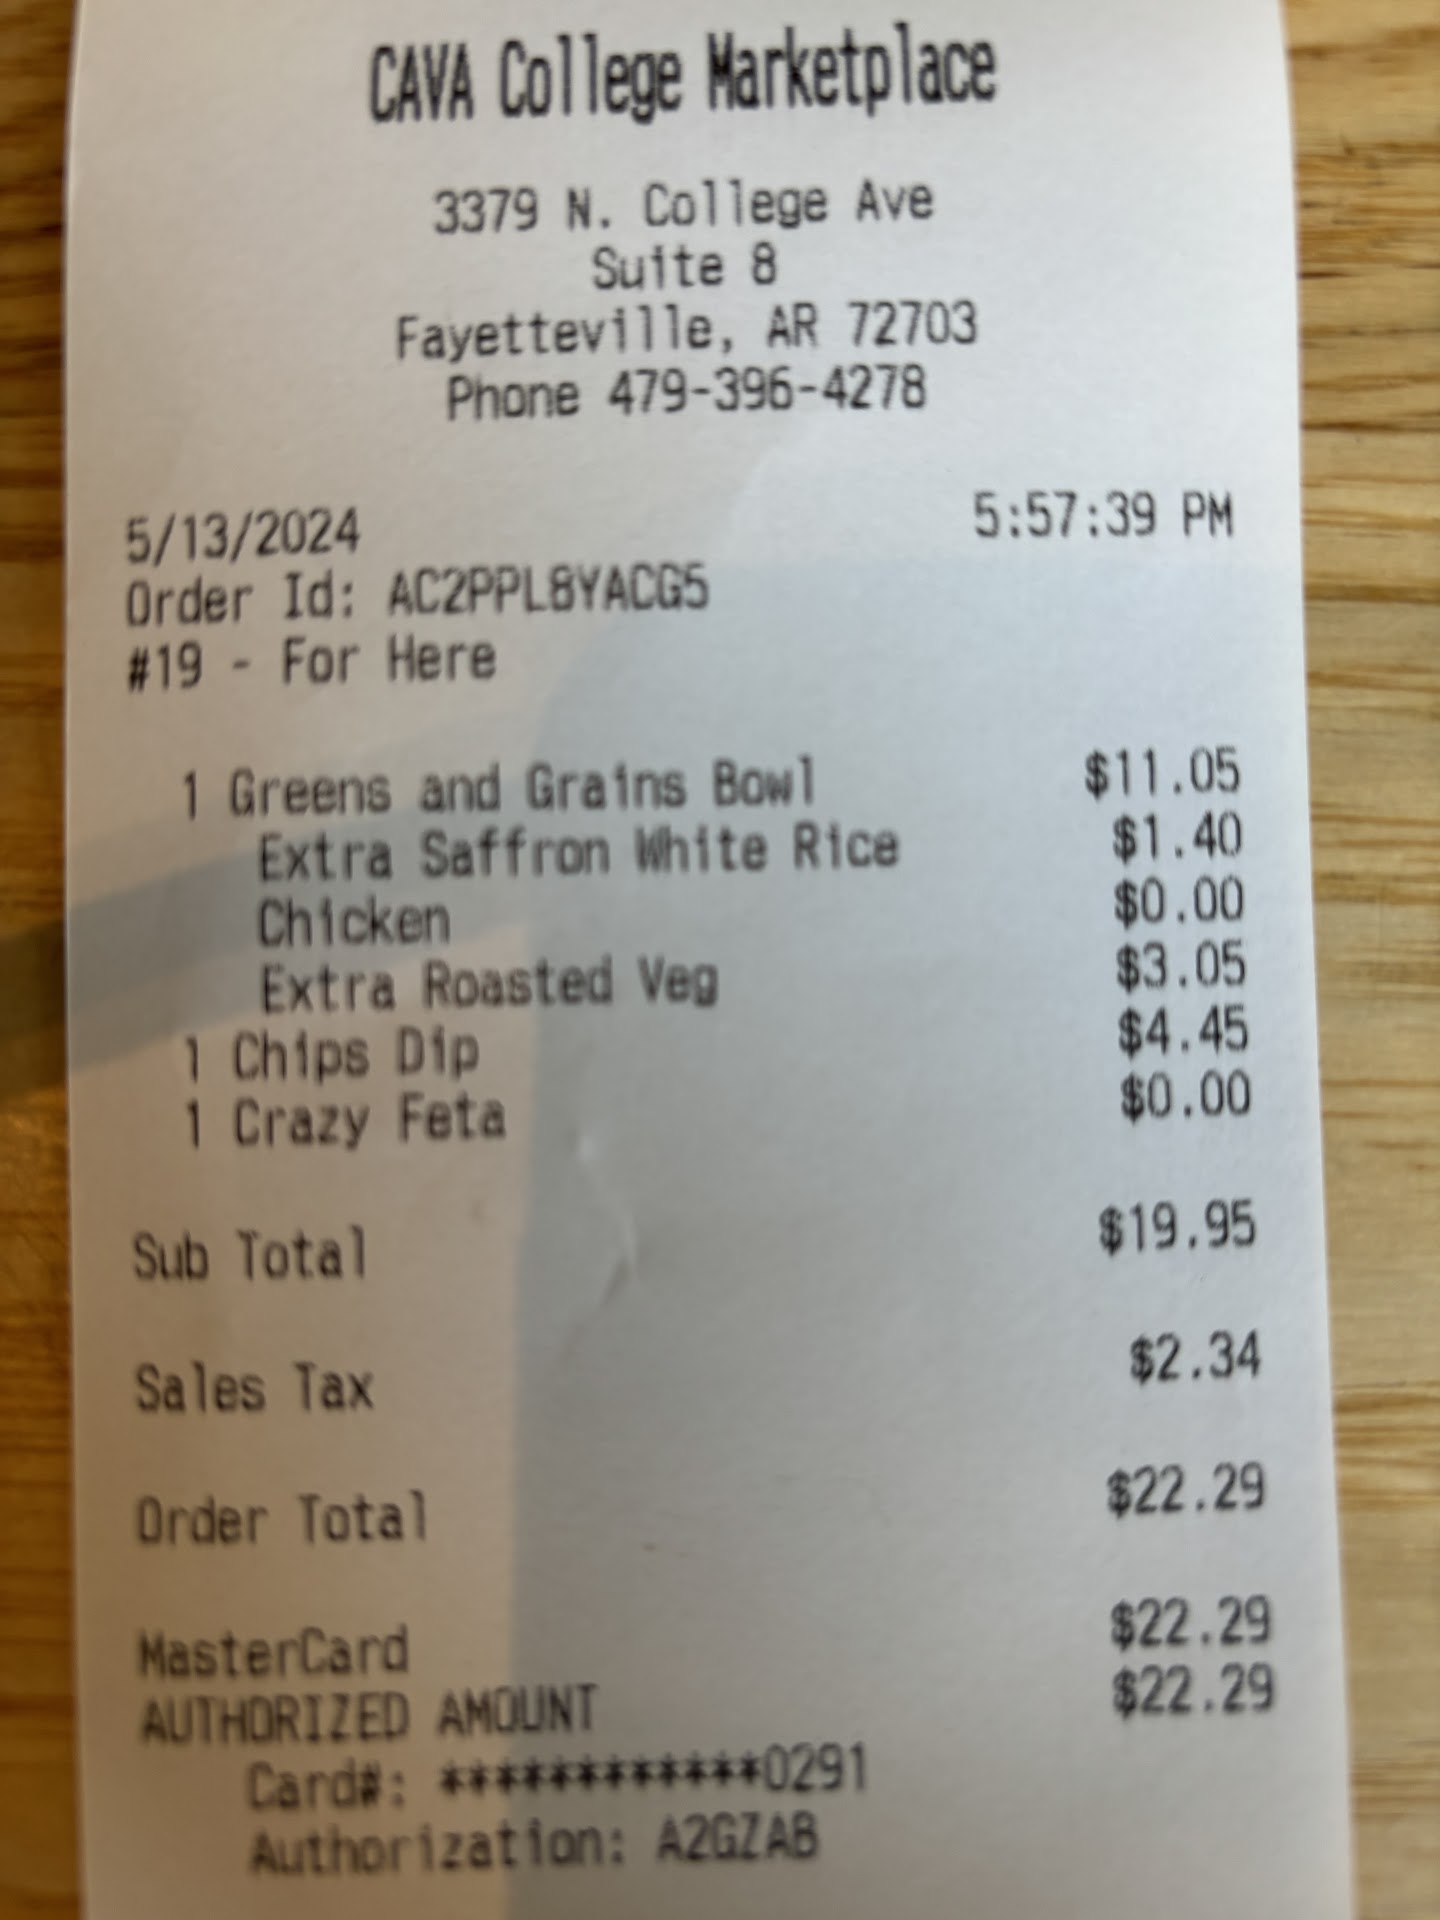 CAVA College Marketplace
3379 N. College Ave
Suite 8
Fayetteville, AR 72703
Phone 479-396-4278
5/13/2024 5:57:39 PM
Order Id: AC2PPL8YACG5
#19 - For Here
1 Greens and Grains Bowl $11.05
Extra Saffron White Rice $1.40
Chicken $0.00
Extra Roasted Veg $3.05
1 Chips Dip $4.45
1 Crazy Feta $0.00
Sub Total $19.95
Sales Tax $2.34
Order Total $22.29
MasterCard $22.29
AUTHORIZED AMOUNT $22.29
Card#: ************0291
Authorization: A2GZAB